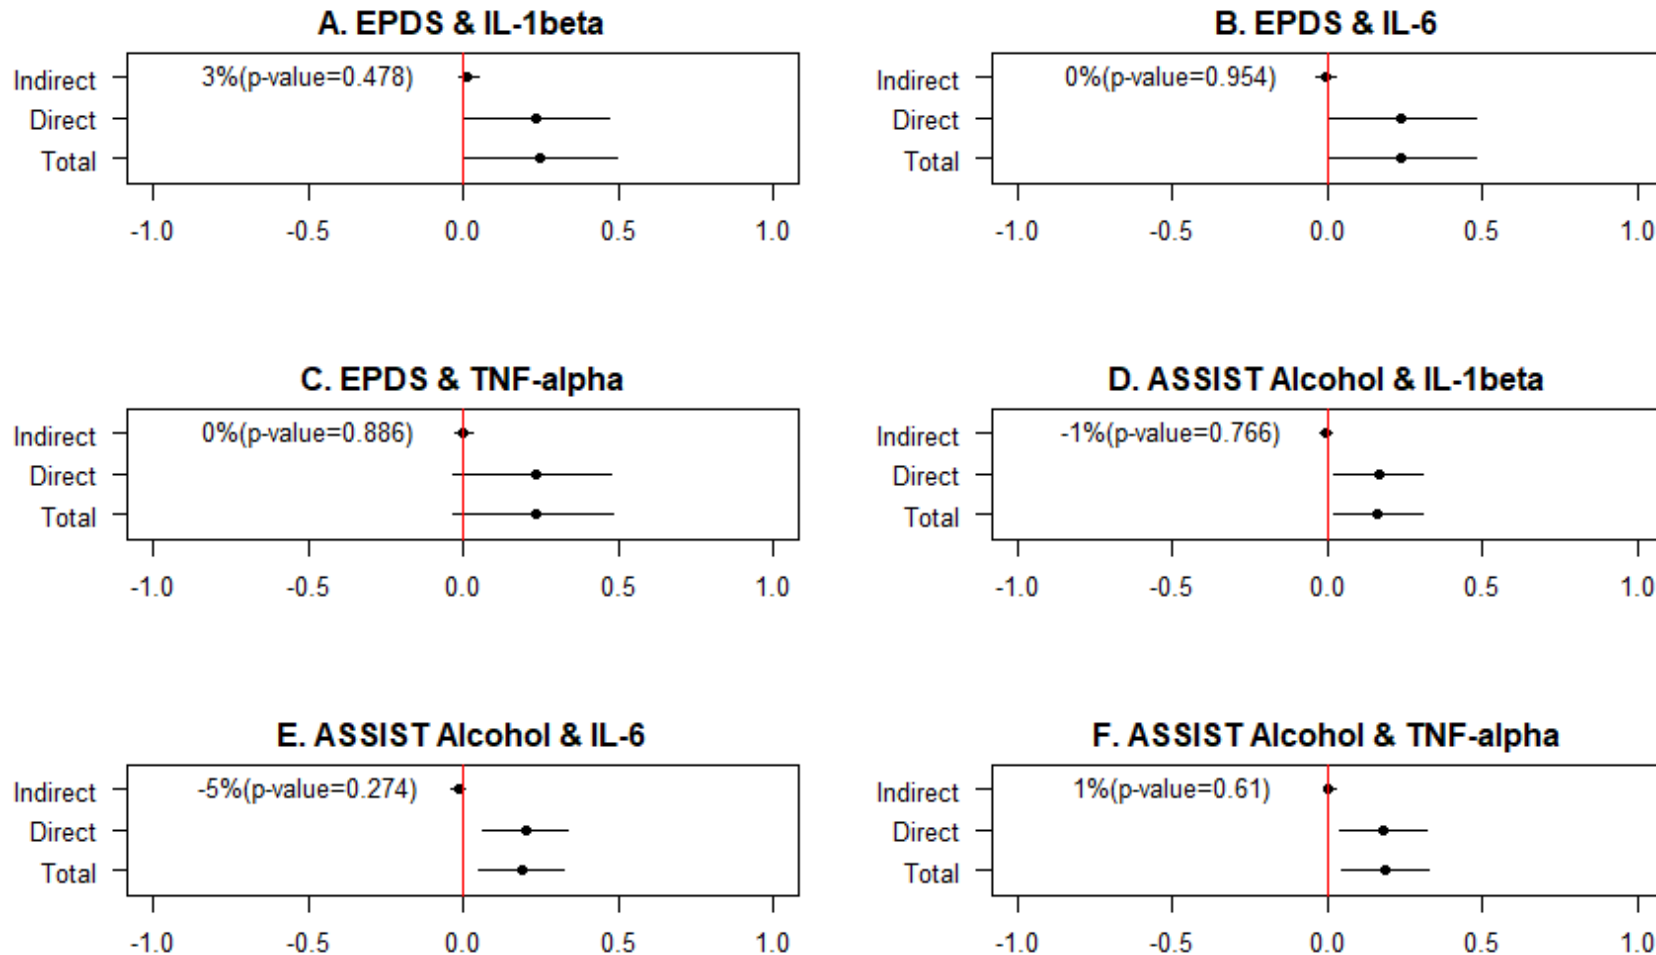 A. EPDS & IL-1beta
Indirect
3%(p-value=0.478)
Direct
Total
-1.0 -0.5 0.0 0.5 1.0
B. EPDS & IL-6
Indirect
0%(p-value=0.954)
Direct
Total
-1.0 -0.5 0.0 0.5 1.0
C. EPDS & TNF-alpha
Indirect
0%(p-value=0.886)
Direct
Total
-1.0 -0.5 0.0 0.5 1.0
D. ASSIST Alcohol & IL-1beta
Indirect
-1%(p-value=0.766)
Direct
Total
-1.0 -0.5 0.0 0.5 1.0
E. ASSIST Alcohol & IL-6
Indirect
-5%(p-value=0.274)
Direct
Total
-1.0 -0.5 0.0 0.5 1.0
F. ASSIST Alcohol & TNF-alpha
Indirect
1%(p-value=0.61)
Direct
Total
-1.0 -0.5 0.0 0.5 1.0